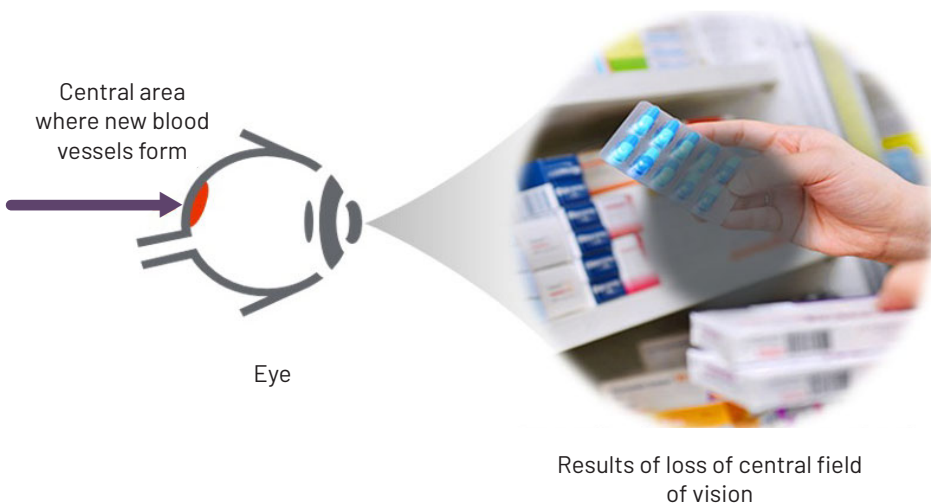 Central area
where new blood
vessels form
Eye
Results of loss of central field
of vision